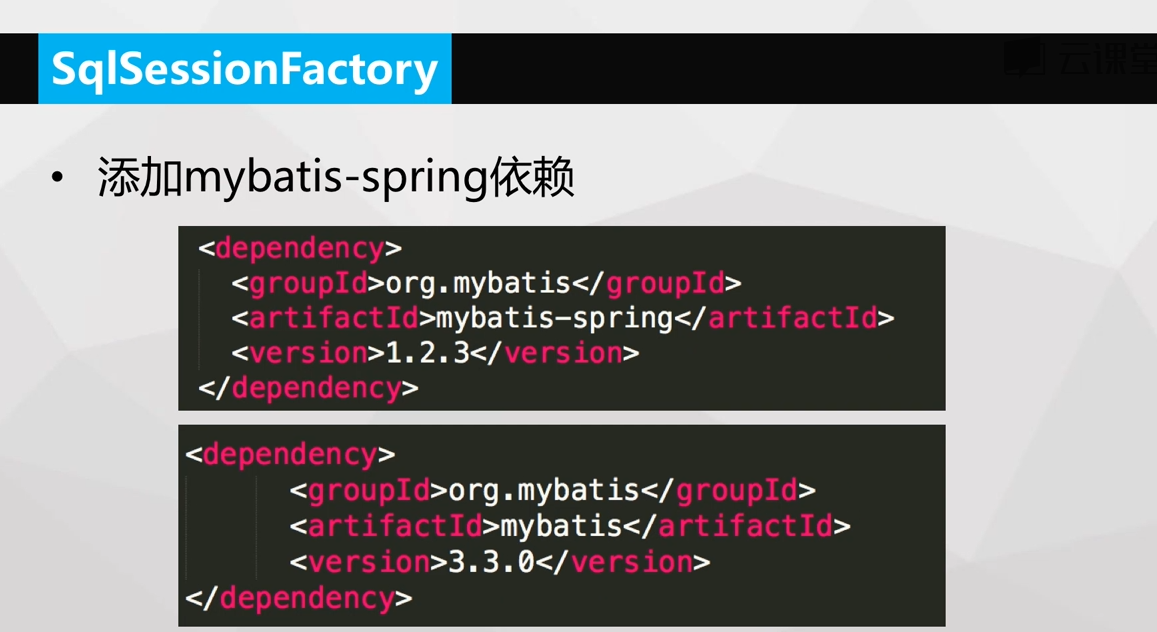 SqlSessionFactory
云课堂
• 添加mybatis-spring依赖
<dependency>
<groupId>org.mybatis</groupId>
<artifactId>mybatis-spring</artifactId>
<version>1.2.3</version>
</dependency>
<dependency>
<groupId>org.mybatis</groupId>
<artifactId>mybatis</artifactId>
<version>3.3.0</version>
</dependency>